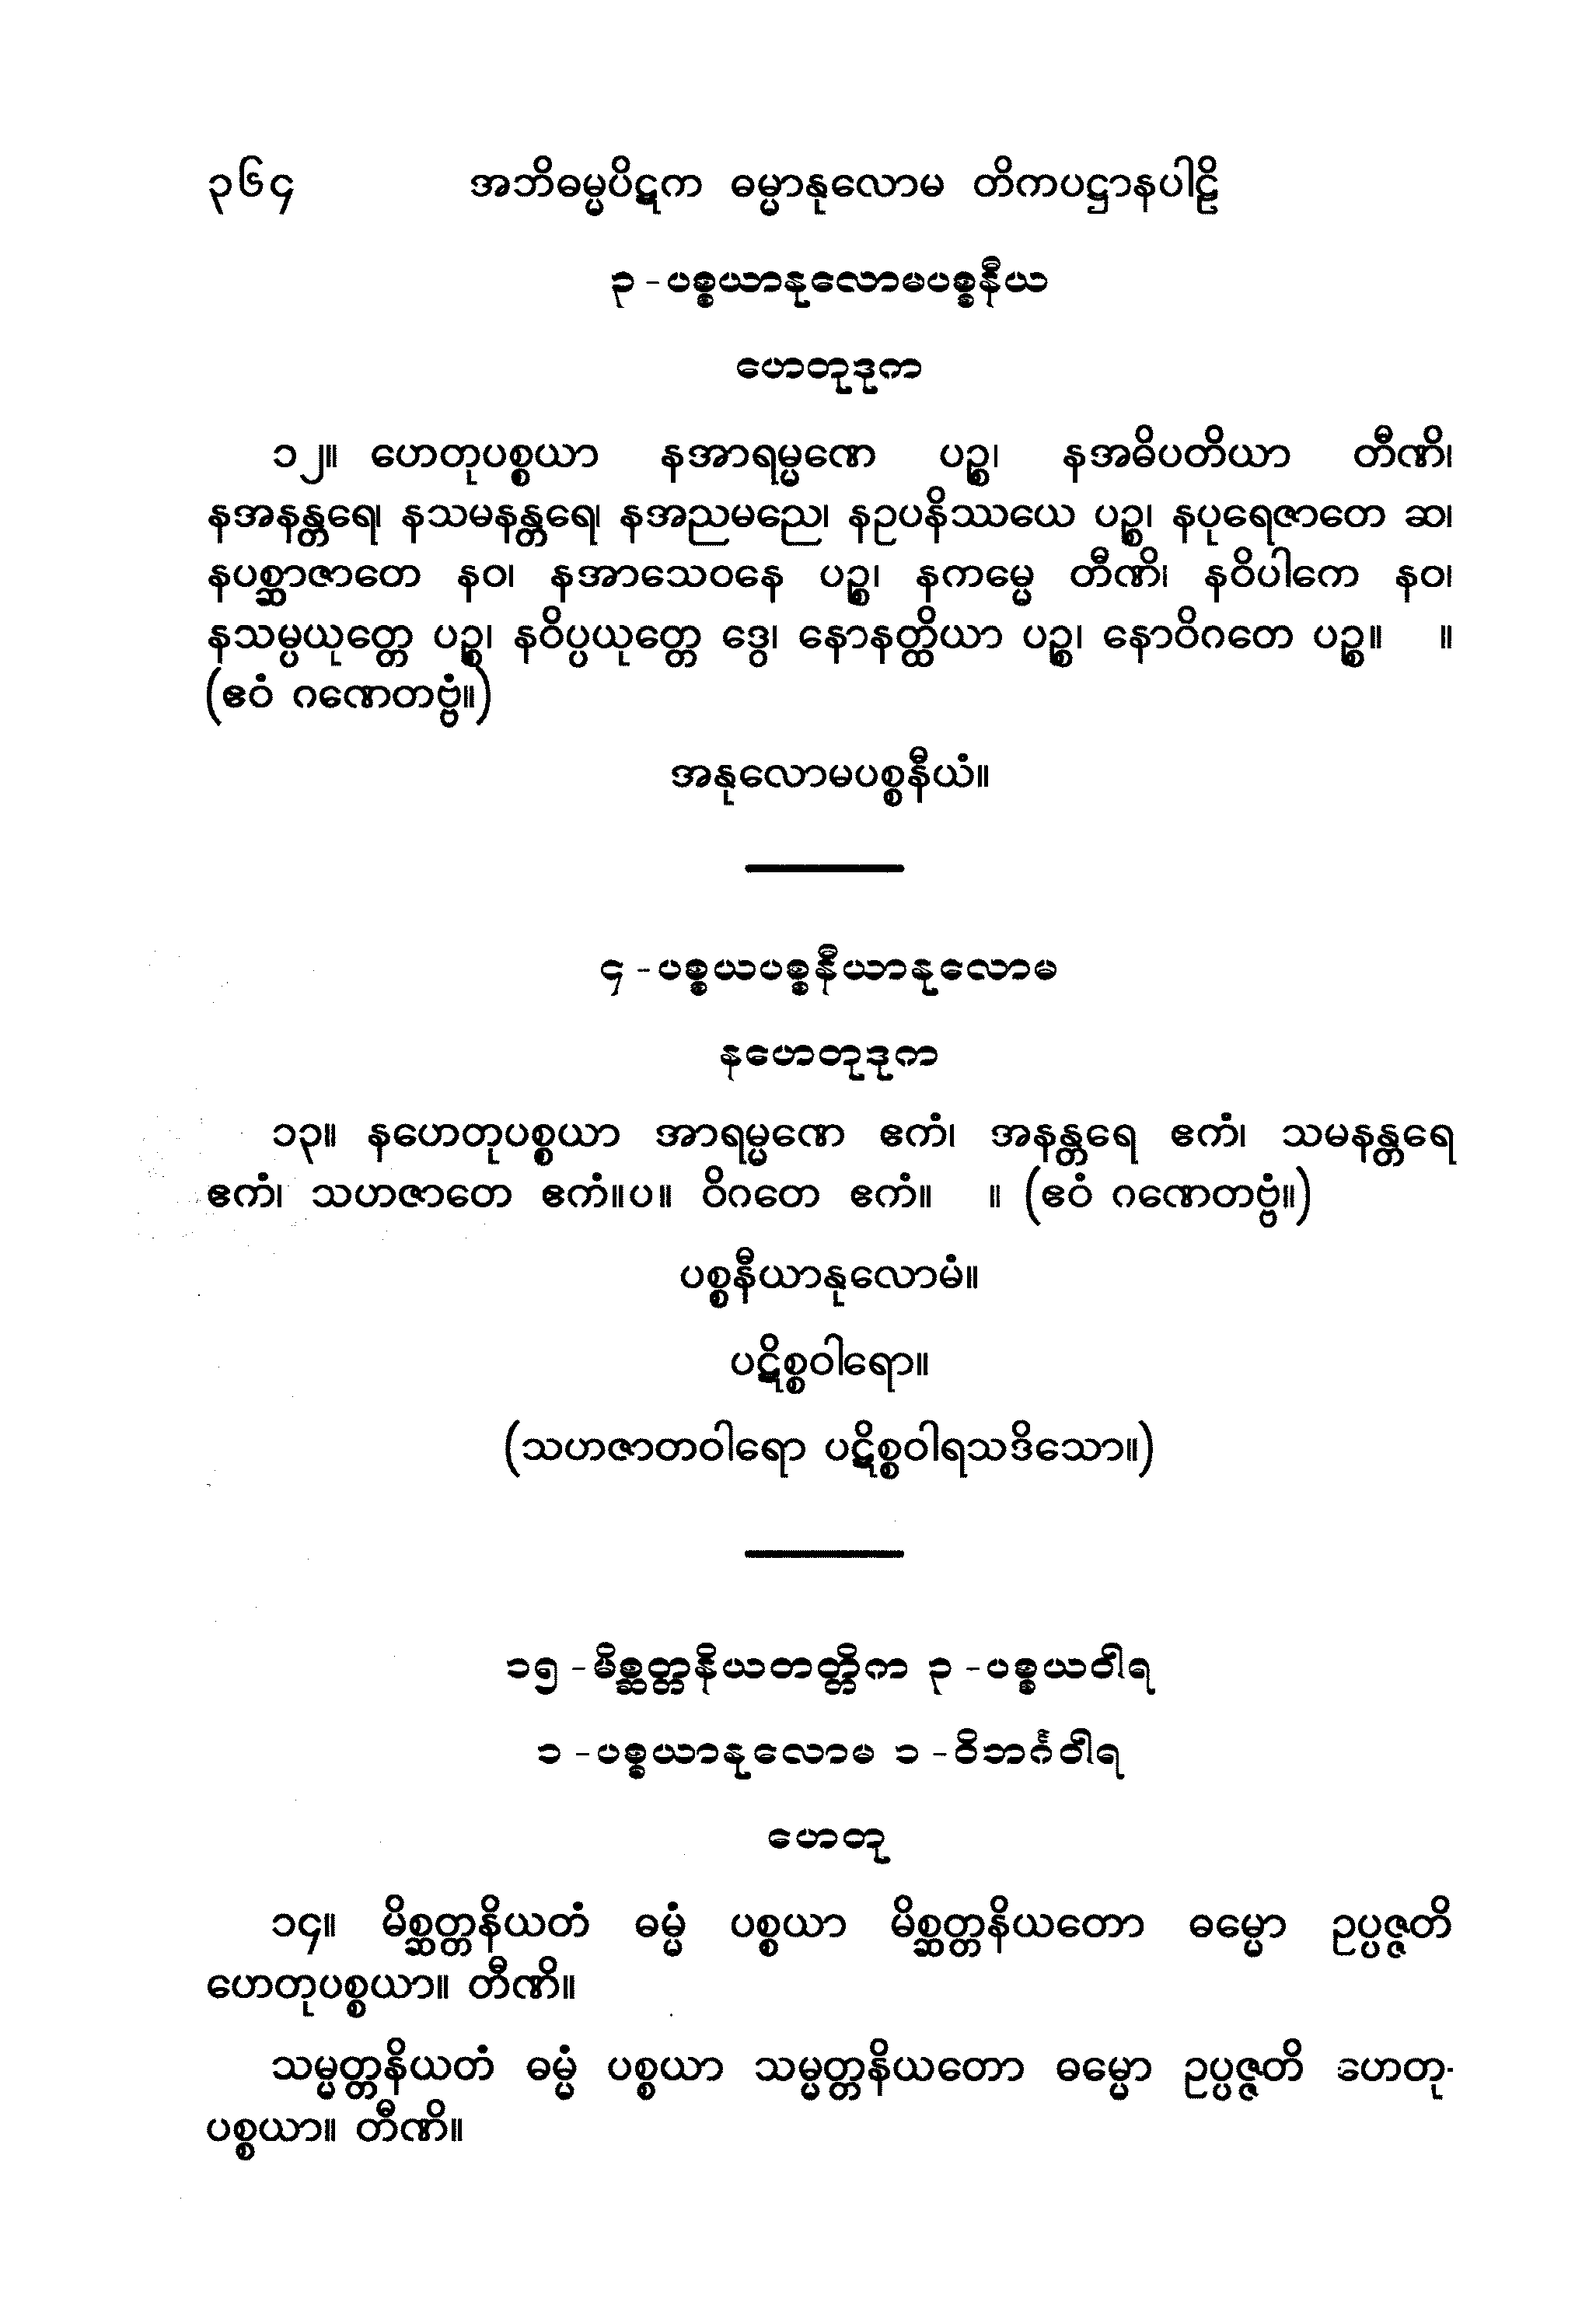 ၃၆၄ အဘိဓမ္မပိဋက ဓမ္မာနုလောမ တိကပဋ္ဌာနပါဠိ
၃ - ပစ္စယာနုလောမပစ္စနီယ
ဟေတုဒုက
၁၂။ ဟေတုပစ္စယာ နအာရမ္မဏေ ပဉ္စ၊ နအဓိပတိယာ တီဏိ၊
နအနန္တရေ၊ နသမနန္တရေ၊ နအညမညေ၊ နဥပနိဿယေ ပဉ္စ၊ နပုရေဇာတေ ဆ၊
နပစ္ဆာဇာတေ နဝ၊ နအာသေဝနေ ပဉ္စ၊ နကမ္မေ တီဏိ၊ နဝိပါကေ နဝ၊
နသမ္ပယုတ္တေ ပဉ္စ၊ နဝိပ္ပယုတ္တေ ဒွေ၊ နောနတ္ထိယာ ပဉ္စ၊ နောဝိဂတေ ပဉ္စ။ ။
(ဧဝံ ဂဏေတဗ္ဗံ။)
အနုလောမပစ္စနီယံ။
၄ - ပစ္စယပစ္စနီယာနုလောမ
နဟေတုဒုက
၁၃။ နဟေတုပစ္စယာ အာရမ္မဏေ ဧကံ၊ အနန္တရေ ဧကံ၊ သမနန္တရေ
ဧကံ၊ သဟဇာတေ ဧကံ။ပ။ ဝိဂတေ ဧကံ။ ။ (ဧဝံ ဂဏေတဗ္ဗံ။)
ပစ္စနီယာနုလောမံ။
ပဋိစ္စဝါရော။
(သဟဇာတဝါရော ပဋိစ္စဝါရသဒိသော။)
၁၅ - မိစ္ဆတ္တနိယတတ္တိက ၃ - ပစ္စယဝါရ
၁ - ပစ္စယာနုလောမ ၁ - ဝိဘင်္ဂဝါရ
ဟေတု
၁၄။ မိစ္ဆတ္တနိယတံ ဓမ္မံ ပစ္စယာ မိစ္ဆတ္တနိယတော ဓမ္မော ဥပ္ပဇ္ဇတိ
ဟေတုပစ္စယာ။ တီဏိ။
သမ္မတ္တနိယတံ ဓမ္မံ ပစ္စယာ သမ္မတ္တနိယတော ဓမ္မော ဥပ္ပဇ္ဇတိ ဟေတု-
ပစ္စယာ။ တီဏိ။